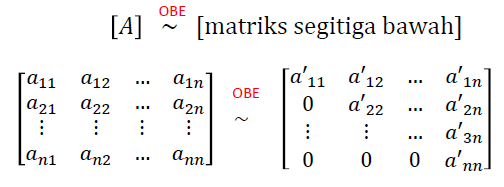 [A] OBE ~ [matriks segitiga bawah]
a₁₁ a₁₂ ... a₁ₙ a′₁₁ a′₁₂ ... a′₁ₙ
a₂₁ a₂₂ ... a₂ₙ OBE ~ 0 a′₂₂ ... a′₂ₙ
⋮ ⋮ ⋮ ⋮ ⋮ ⋮ ... a′₃ₙ
aₙ₁ aₙ₂ ... aₙₙ 0 0 0 a′ₙₙ